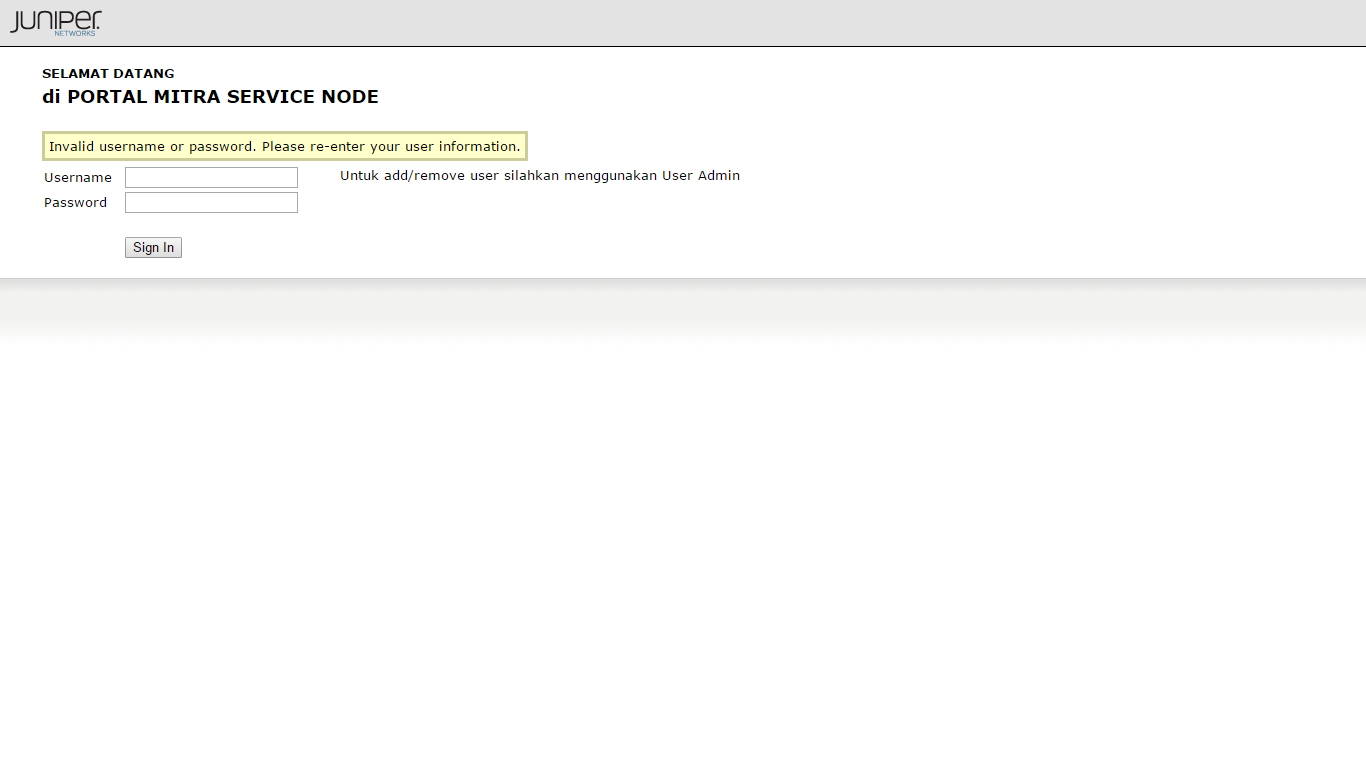 JUNIPEr
NETWORKS
SELAMAT DATANG
di PORTAL MITRA SERVICE NODE
Invalid username or password. Please re-enter your user information.
Username
Untuk add/remove user silahkan menggunakan User Admin
Password
Sign In